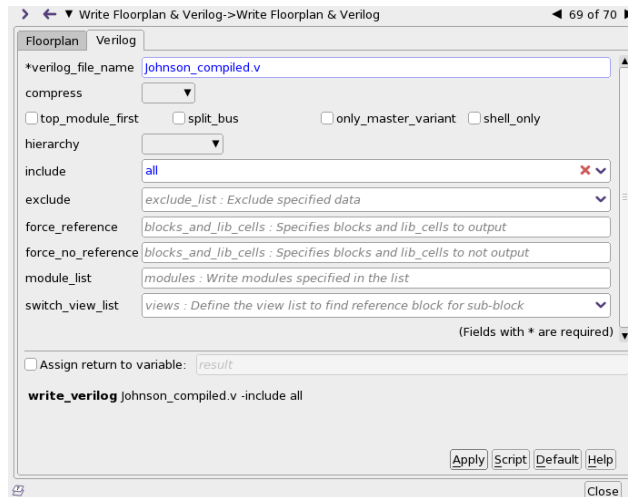 Write Floorplan & Verilog->Write Floorplan & Verilog 69 of 70
Floorplan Verilog
*verilog_file_name Johnson_compiled.v
compress
top_module_first split_bus only_master_variant shell_only
hierarchy
include all
exclude exclude_list : Exclude specified data
force_reference blocks_and_lib_cells : Specifies blocks and lib_cells to output
force_no_reference blocks_and_lib_cells : Specifies blocks and lib_cells to not output
module_list modules : Write modules specified in the list
switch_view_list views : Define the view list to find reference block for sub-block
(Fields with * are required)
Assign return to variable: result
write_verilog Johnson_compiled.v -include all
Apply Script Default Help
Close